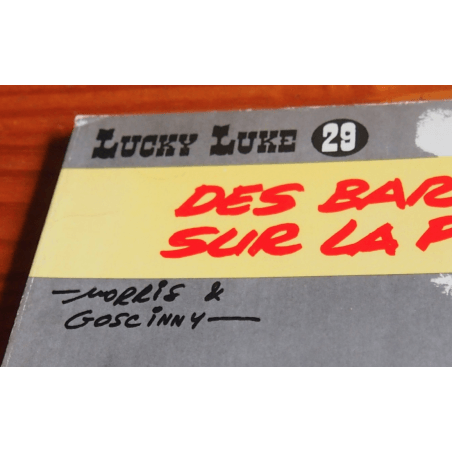 LUCKY LUKE 29
DES BAR
SUR LA P
MORRIS &
GOSCINNY